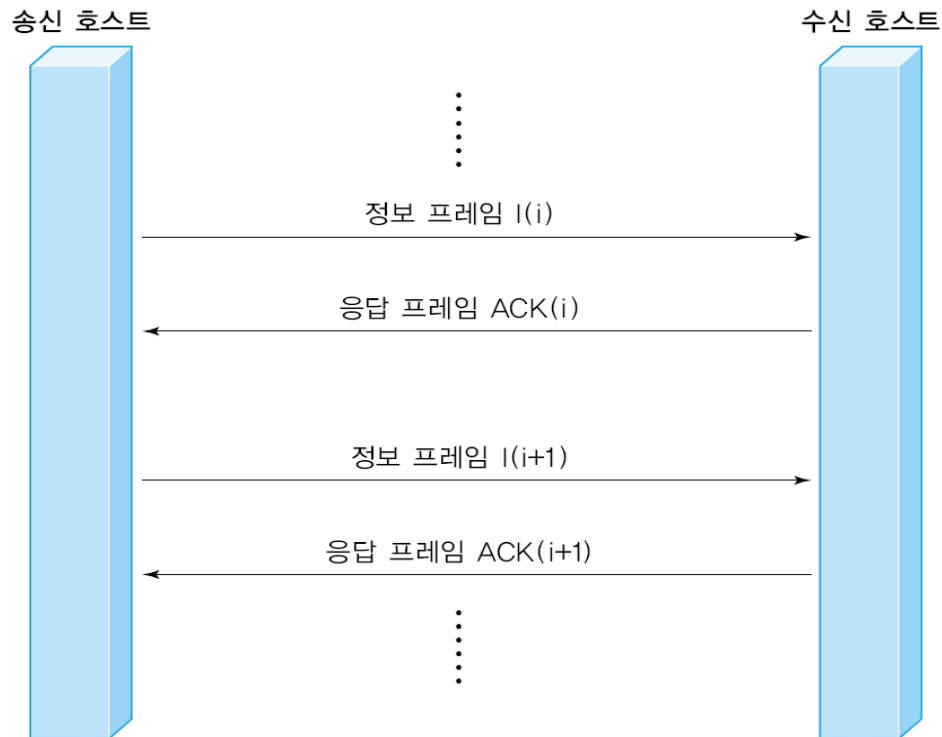 송신 호스트
수신 호스트
정보 프레임 I(i)
응답 프레임 ACK(i)
정보 프레임 I(i+1)
응답 프레임 ACK(i+1)